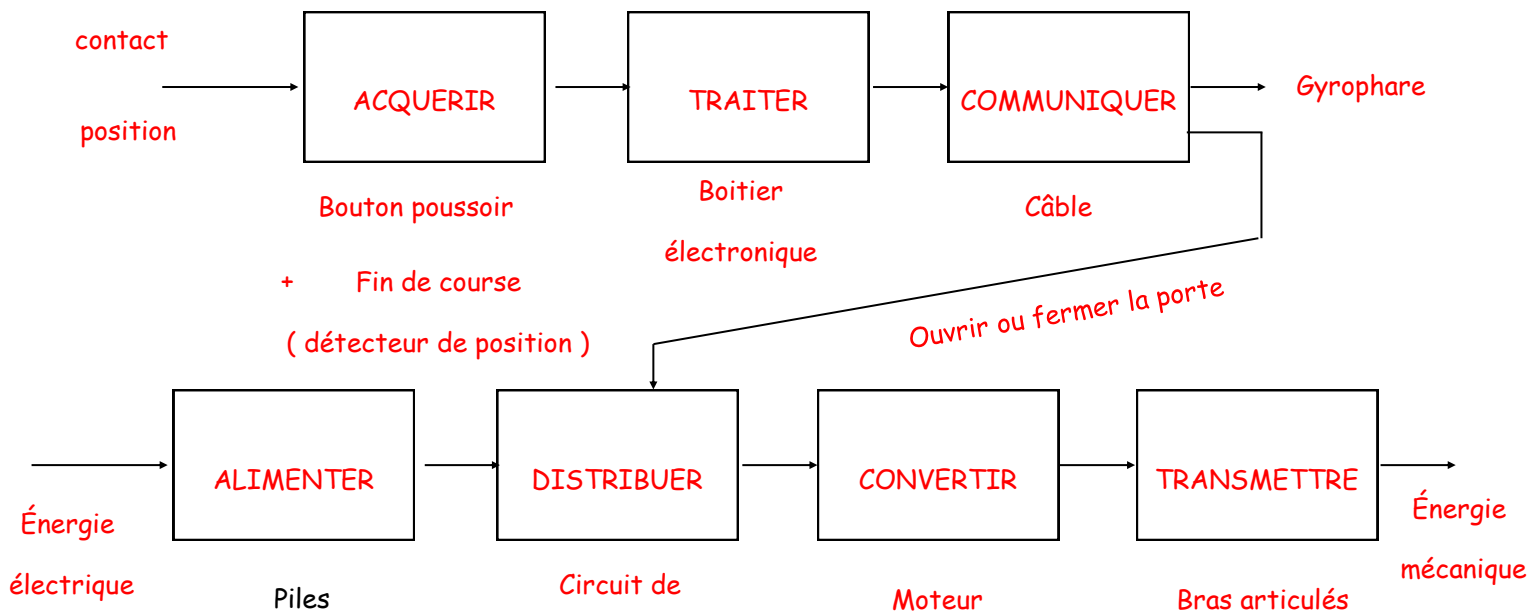 contact
position
ACQUERIR
TRAITER
COMMUNIQUER
Gyrophare
Bouton poussoir
+ Fin de course
( détecteur de position )
Boitier
électronique
Câble
Ouvrir ou fermer la porte
ALIMENTER
DISTRIBUER
CONVERTIR
TRANSMETTRE
Énergie
électrique
Piles
Circuit de
Moteur
Bras articulés
Énergie
mécanique